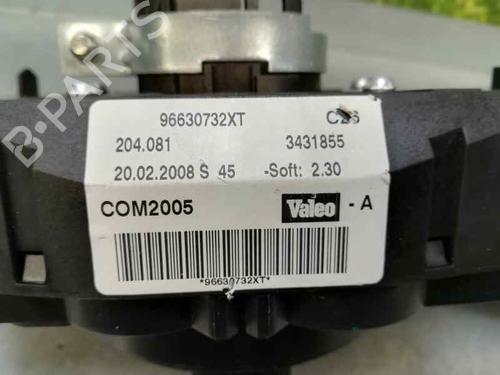 B-PARTS
96630732XT
204.081 3431855
20.02.2008 S 45 -Soft: 2.30
COM2005 Valeo - A
*96630732XT*